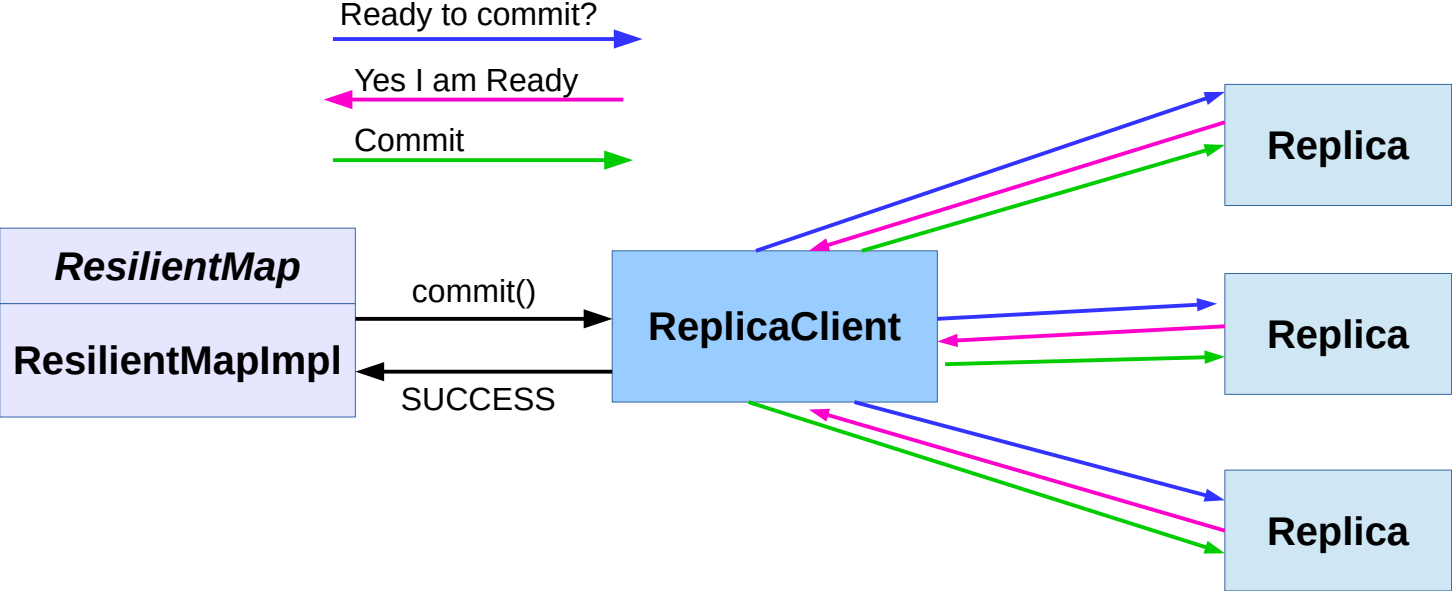 Ready to commit?
Yes I am Ready
Commit
ResilientMap
ResilientMapImpl
commit()
SUCCESS
ReplicaClient
Replica
Replica
Replica